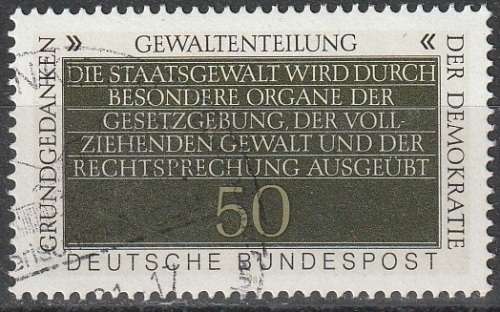 » GEWALTENTEILUNG «
GRUNDGEDANKEN
DER DEMOKRATIE
DIE STAATSGEWALT WIRD DURCH
BESONDERE ORGANE DER
GESETZGEBUNG, DER VOLL-
ZIEHENDEN GEWALT UND DER
RECHTSPRECHUNG AUSGEÜBT
50
DEUTSCHE BUNDESPOST